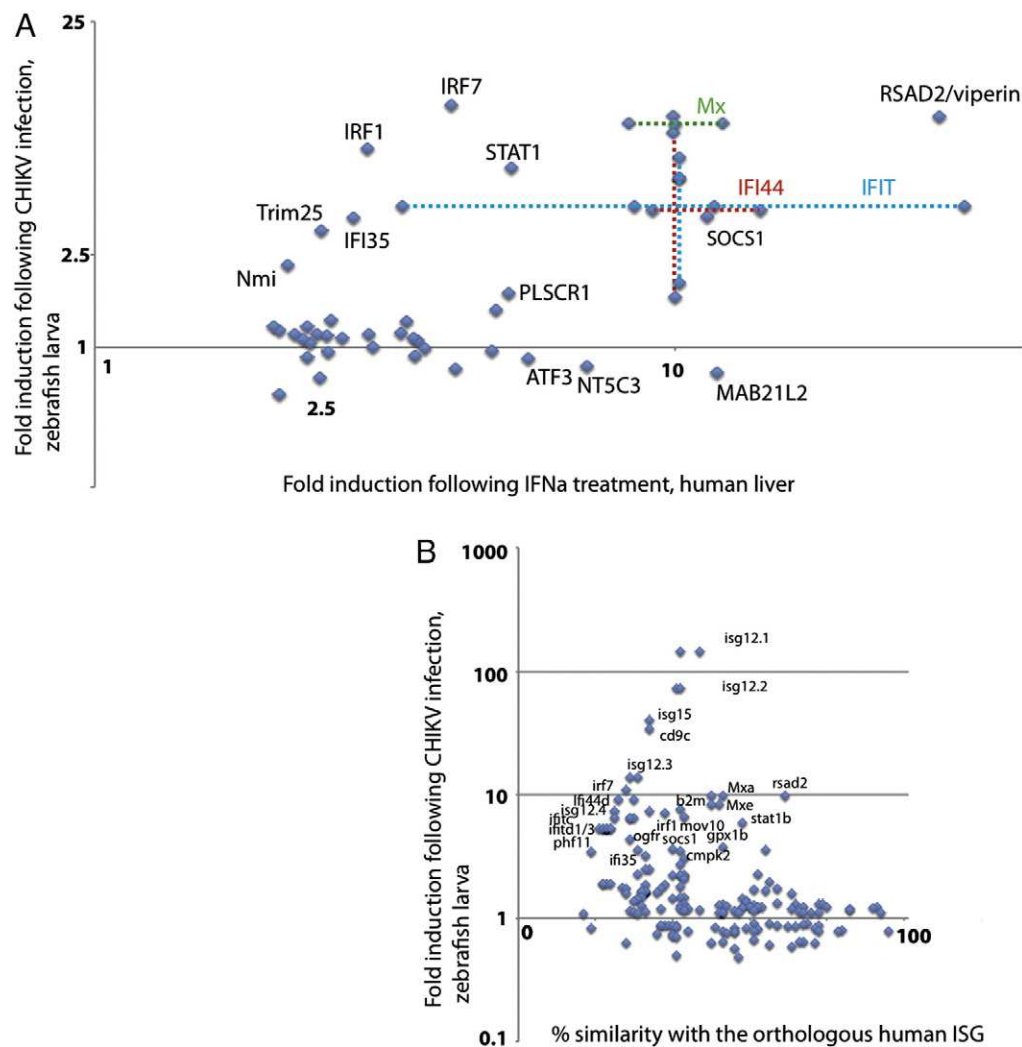 A
25
Fold induction following CHIKV infection,
zebrafish larva
IRF7
RSAD2/viperin
Mx
IRF1
STAT1
IFI44
IFIT
Trim25
IFI35
SOCS1
2.5
Nmi
PLSCR1
1
1
10
ATF3
NT5C3
MAB21L2
2.5
Fold induction following IFNa treatment, human liver
B
1000
Fold induction following CHIKV infection,
zebrafish larva
isg12.1
100
isg12.2
isg15
cd9c
isg12.3
irf7
Mxa
rsad2
10
Ifi44d
b2m
Mxe
isg12.4
stat1b
ifitc
irf1
mov10
ifitd1/3
ogfr
socs1
gpx1b
phf11
cmpk2
ifi35
1
0
100
0.1
% similarity with the orthologous human ISG